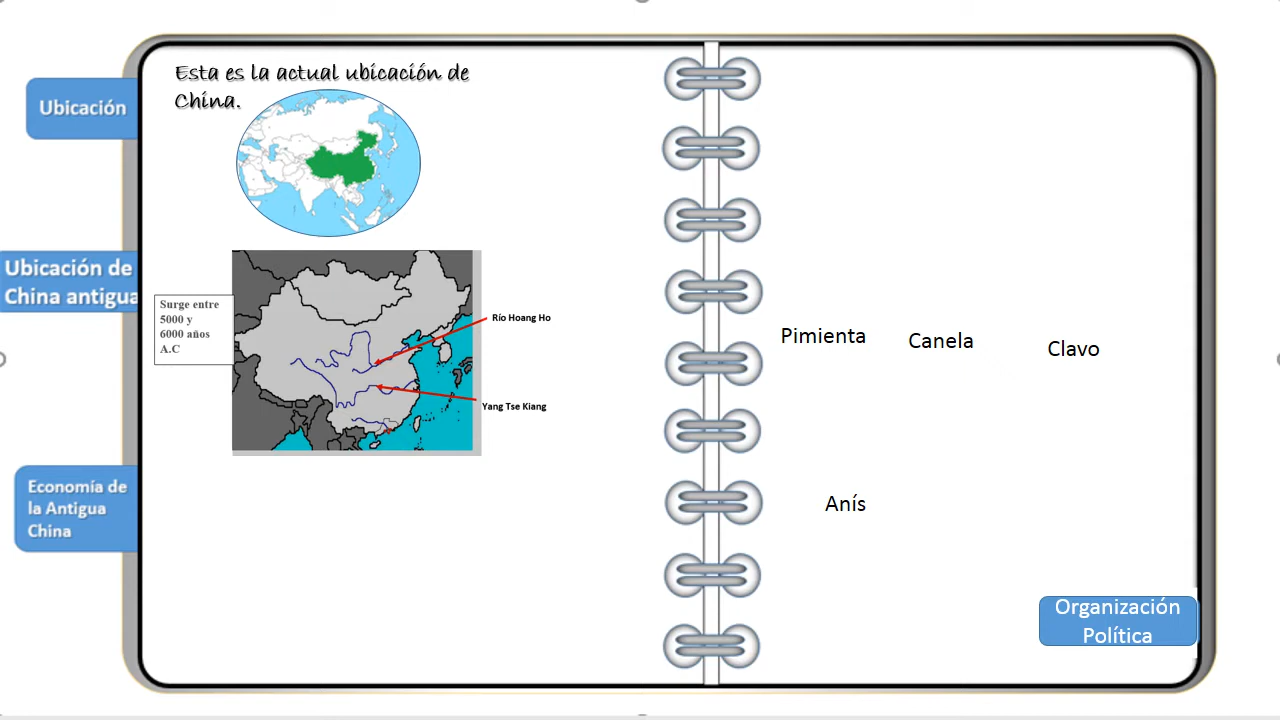 Ubicación
Ubicación de
China antigua
Economía de
la Antigua
China
Esta es la actual ubicación de
China.
Surge entre
5000 y
6000 años
A.C
Río Hoang Ho
Yang Tse Kiang
Pimienta
Canela
Clavo
Anís
Organización
Política